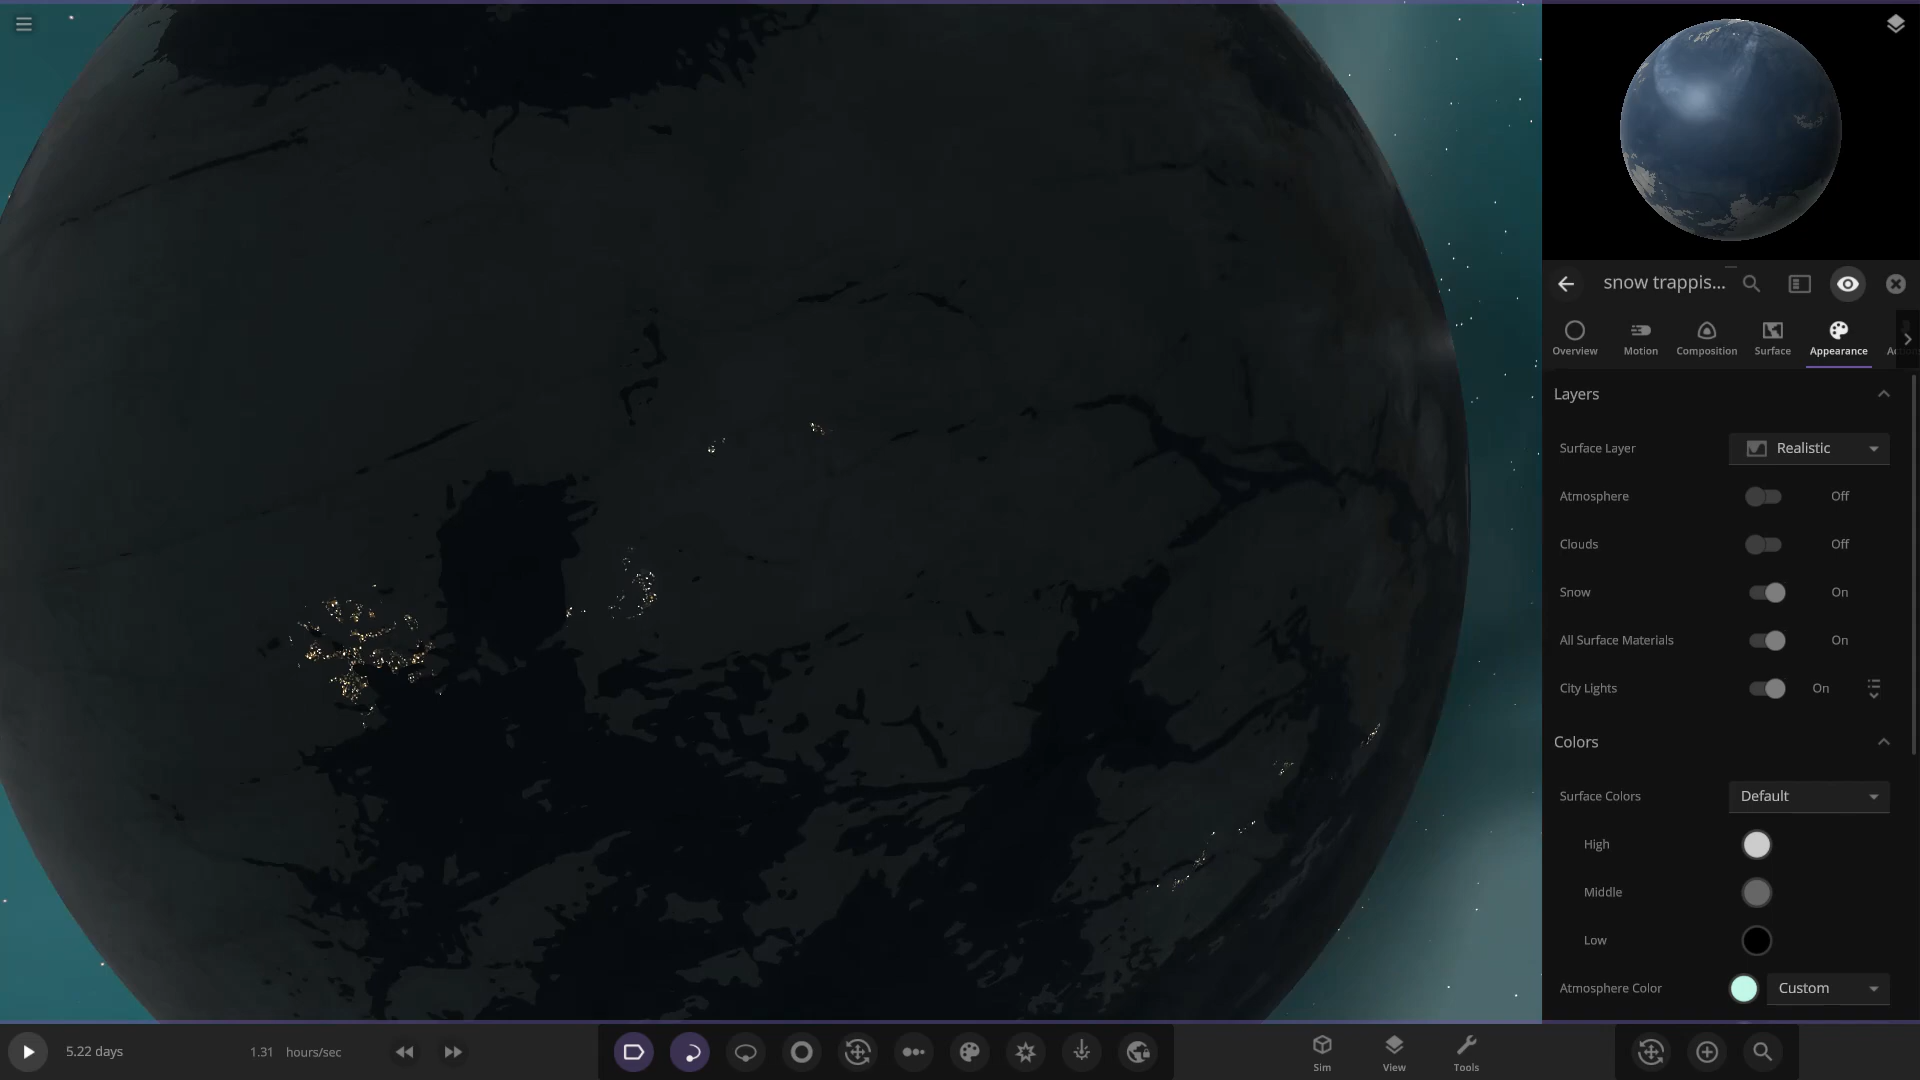 snow trappis...
Overview
Motion
Composition
Surface
Appearance
Layers
Surface Layer
Realistic
Atmosphere
Off
Clouds
Off
Snow
On
All Surface Materials
On
City Lights
On
Colors
Surface Colors
Default
High
Middle
Low
Atmosphere Color
Custom
5.22 days
1.31 hours/sec
Sim
View
Tools